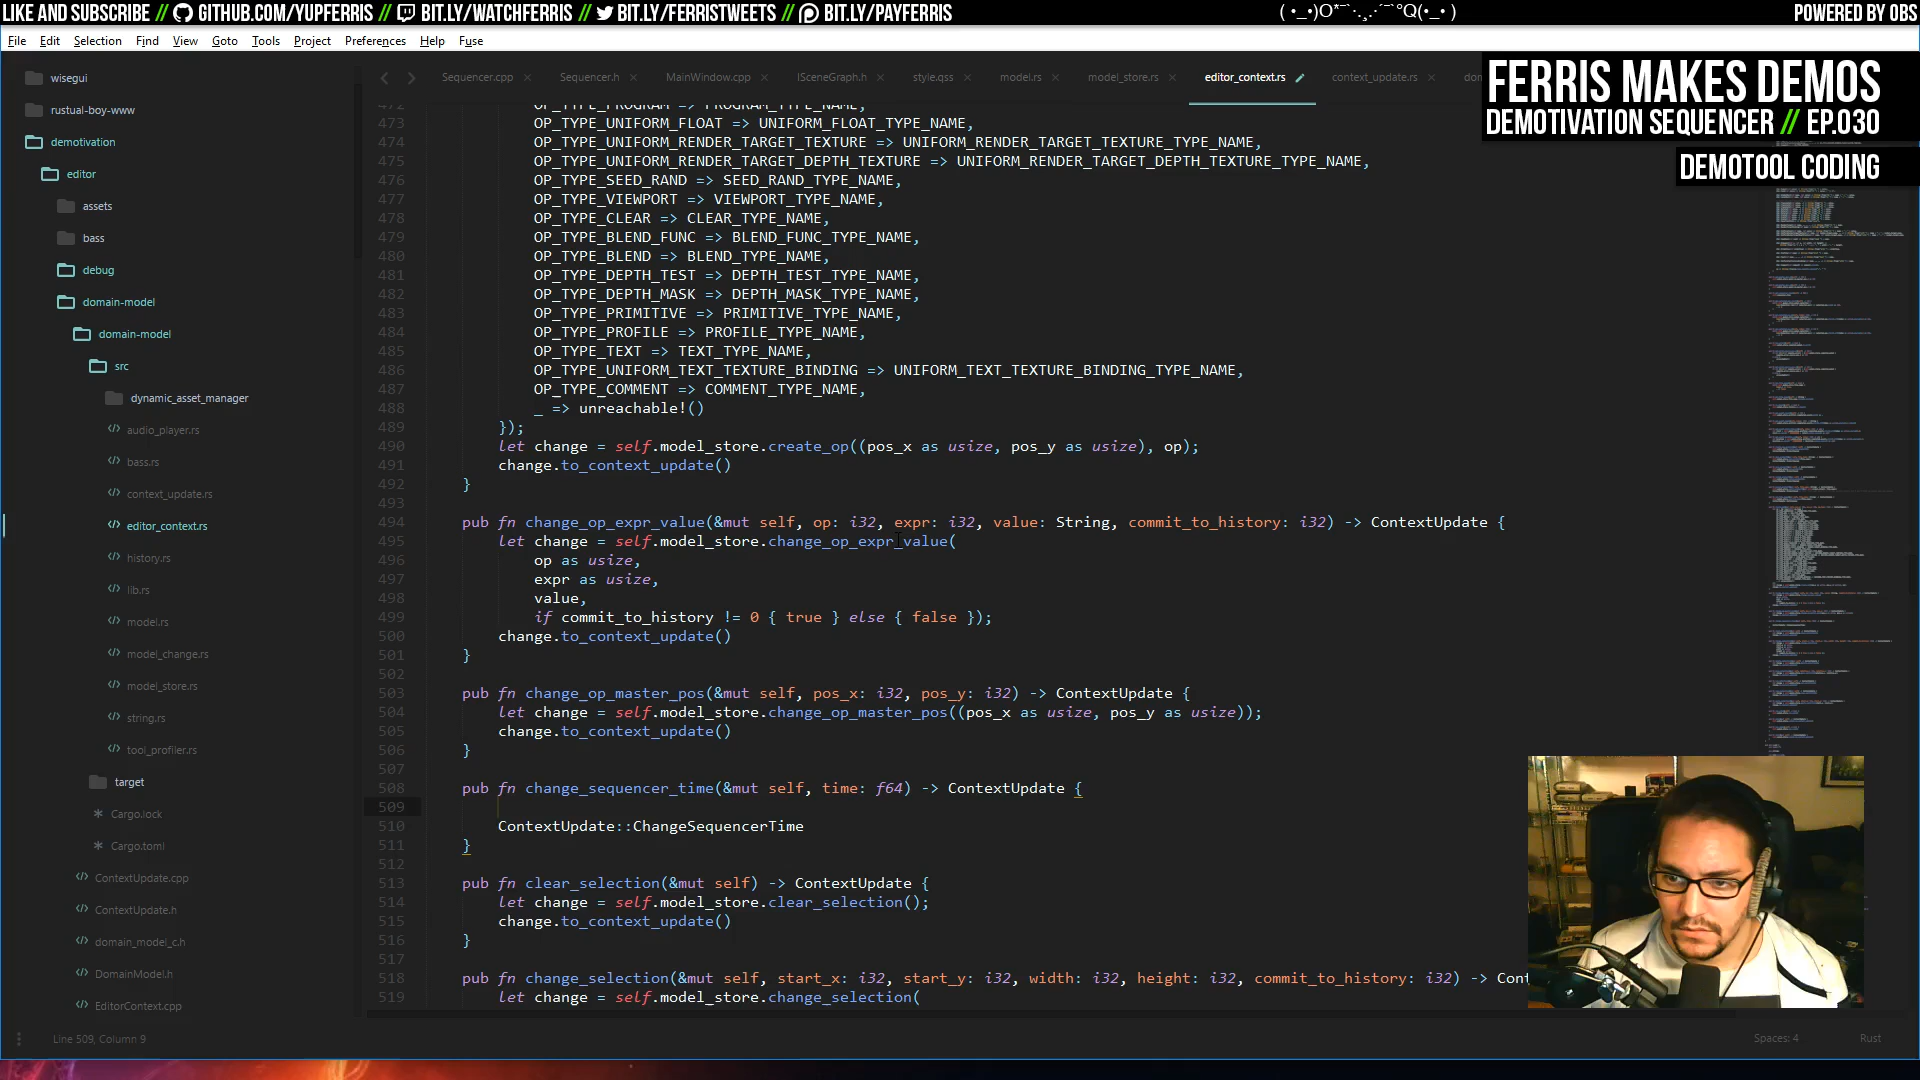 LIKE AND SUBSCRIBE // GITHUB.COM/YUPFERRIS // BIT.LY/WATCHFERRIS // BIT.LY/FERRISTWEETS // BIT.LY/PAYFERRIS
POWERED BY OBS
File Edit Selection Find View Goto Tools Project Preferences Help Fuse
Sequencer.cpp Sequencer.h MainWindow.cpp ISceneGraph.h style.qss model.rs model_store.rs editor_context.rs context_update.rs
FERRIS MAKES DEMOS
DEMOTIVATION SEQUENCER // EP.030
DEMOTOOL CODING
wisegui
rustual-boy-www
demotivation
editor
assets
bass
debug
domain-model
domain-model
src
dynamic_asset_manager
audio_player.rs
bass.rs
context_update.rs
editor_context.rs
history.rs
lib.rs
model.rs
model_change.rs
model_store.rs
string.rs
tool_profiler.rs
target
Cargo.lock
Cargo.toml
ContextUpdate.cpp
ContextUpdate.h
domain_model_c.h
DomainModel.h
EditorContext.cpp
472 OP_TYPE_PROGRAM => PROGRAM_TYPE_NAME,
473 OP_TYPE_UNIFORM_FLOAT => UNIFORM_FLOAT_TYPE_NAME,
474 OP_TYPE_UNIFORM_RENDER_TARGET_TEXTURE => UNIFORM_RENDER_TARGET_TEXTURE_TYPE_NAME,
475 OP_TYPE_UNIFORM_RENDER_TARGET_DEPTH_TEXTURE => UNIFORM_RENDER_TARGET_DEPTH_TEXTURE_TYPE_NAME,
476 OP_TYPE_SEED_RAND => SEED_RAND_TYPE_NAME,
477 OP_TYPE_VIEWPORT => VIEWPORT_TYPE_NAME,
478 OP_TYPE_CLEAR => CLEAR_TYPE_NAME,
479 OP_TYPE_BLEND_FUNC => BLEND_FUNC_TYPE_NAME,
480 OP_TYPE_BLEND => BLEND_TYPE_NAME,
481 OP_TYPE_DEPTH_TEST => DEPTH_TEST_TYPE_NAME,
482 OP_TYPE_DEPTH_MASK => DEPTH_MASK_TYPE_NAME,
483 OP_TYPE_PRIMITIVE => PRIMITIVE_TYPE_NAME,
484 OP_TYPE_PROFILE => PROFILE_TYPE_NAME,
485 OP_TYPE_TEXT => TEXT_TYPE_NAME,
486 OP_TYPE_UNIFORM_TEXT_TEXTURE_BINDING => UNIFORM_TEXT_TEXTURE_BINDING_TYPE_NAME,
487 OP_TYPE_COMMENT => COMMENT_TYPE_NAME,
488 _ => unreachable!()
489 });
490 let change = self.model_store.create_op((pos_x as usize, pos_y as usize), op);
491 change.to_context_update()
492 }
493
494 pub fn change_op_expr_value(&mut self, op: i32, expr: i32, value: String, commit_to_history: i32) -> ContextUpdate {
495 let change = self.model_store.change_op_expr_value(
496 op as usize,
497 expr as usize,
498 value,
499 if commit_to_history != 0 { true } else { false });
500 change.to_context_update()
501 }
502
503 pub fn change_op_master_pos(&mut self, pos_x: i32, pos_y: i32) -> ContextUpdate {
504 let change = self.model_store.change_op_master_pos((pos_x as usize, pos_y as usize));
505 change.to_context_update()
506 }
507
508 pub fn change_sequencer_time(&mut self, time: f64) -> ContextUpdate {
509
510 ContextUpdate::ChangeSequencerTime
511 }
512
513 pub fn clear_selection(&mut self) -> ContextUpdate {
514 let change = self.model_store.clear_selection();
515 change.to_context_update()
516 }
517
518 pub fn change_selection(&mut self, start_x: i32, start_y: i32, width: i32, height: i32, commit_to_history: i32) -> Cont
519 let change = self.model_store.change_selection(
Line 509, Column 9
Spaces: 4
Rust